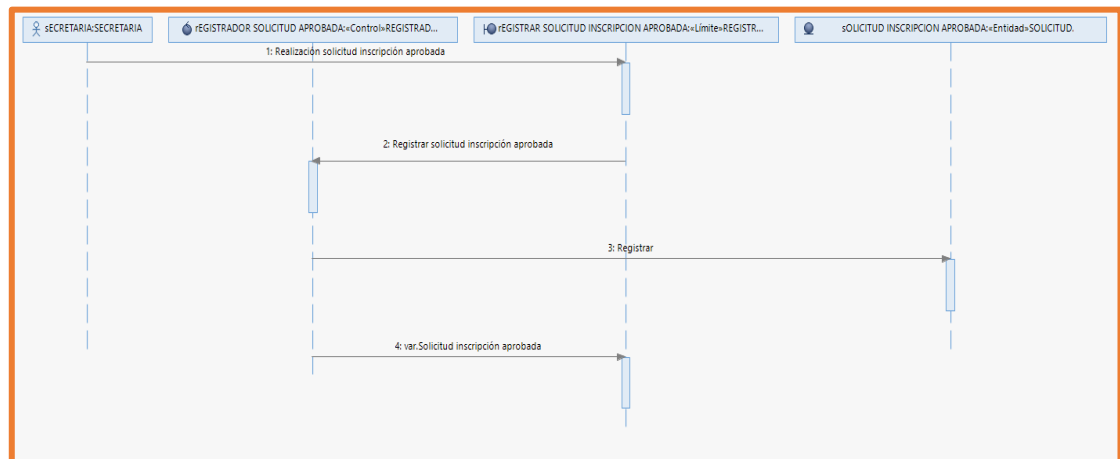 sECRETARIA:SECRETARIA
rEGISTRADOR SOLICITUD APROBADA:«Control»REGISTRAD...
rEGISTRAR SOLICITUD INSCRIPCION APROBADA:«Límite»REGISTR...
sOLICITUD INSCRIPCION APROBADA:«Entidad»SOLICITUD.
1: Realización solicitud inscripción aprobada
2: Registrar solicitud inscripción aprobada
3: Registrar
4: var.Solicitud inscripción aprobada